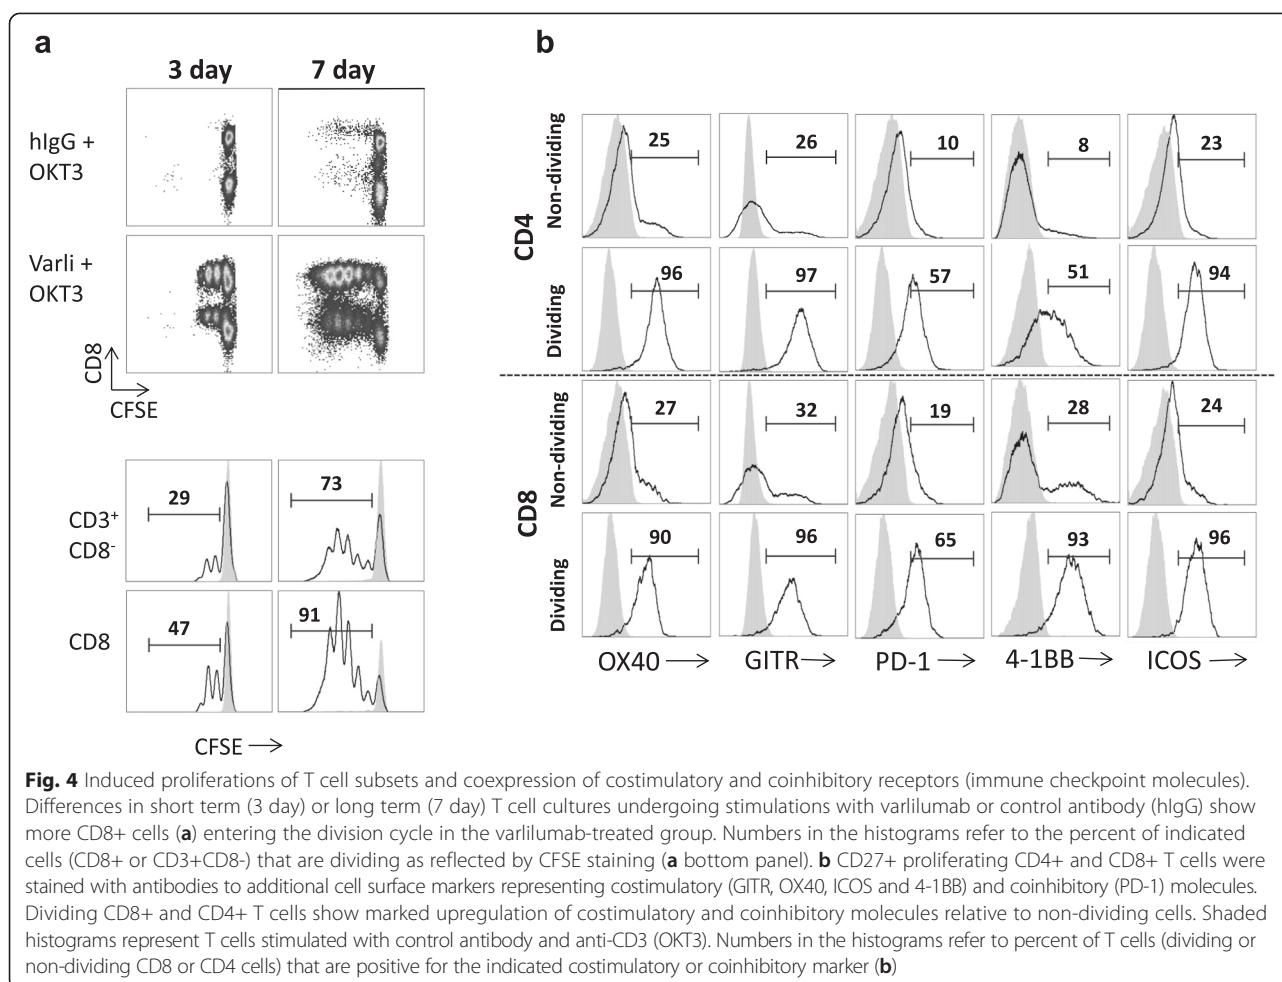 a
3 day 7 day
hIgG +
OKT3
Varli +
OKT3
CD8
CFSE
29 73
CD3+
CD8-
47 91
CD8
CFSE
b
CD4
Non-dividing
25 26 10 8 23
Dividing
96 97 57 51 94
CD8
Non-dividing
27 32 19 28 24
Dividing
90 96 65 93 96
OX40 GITR PD-1 4-1BB ICOS
Fig. 4 Induced proliferations of T cell subsets and coexpression of costimulatory and coinhibitory receptors (immune checkpoint molecules).
Differences in short term (3 day) or long term (7 day) T cell cultures undergoing stimulations with varlilumab or control antibody (hIgG) show
more CD8+ cells (a) entering the division cycle in the varlilumab-treated group. Numbers in the histograms refer to the percent of indicated
cells (CD8+ or CD3+CD8-) that are dividing as reflected by CFSE staining (a bottom panel). b CD27+ proliferating CD4+ and CD8+ T cells were
stained with antibodies to additional cell surface markers representing costimulatory (GITR, OX40, ICOS and 4-1BB) and coinhibitory (PD-1) molecules.
Dividing CD8+ and CD4+ T cells show marked upregulation of costimulatory and coinhibitory molecules relative to non-dividing cells. Shaded
histograms represent T cells stimulated with control antibody and anti-CD3 (OKT3). Numbers in the histograms refer to percent of T cells (dividing or
non-dividing CD8 or CD4 cells) that are positive for the indicated costimulatory or coinhibitory marker (b)